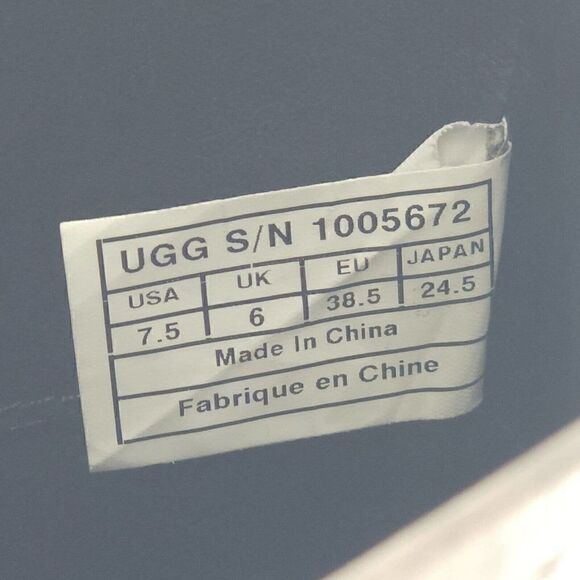 UGG S/N 1005672
USA UK EU JAPAN
7.5 6 38.5 24.5
Made In China
Fabrique en Chine